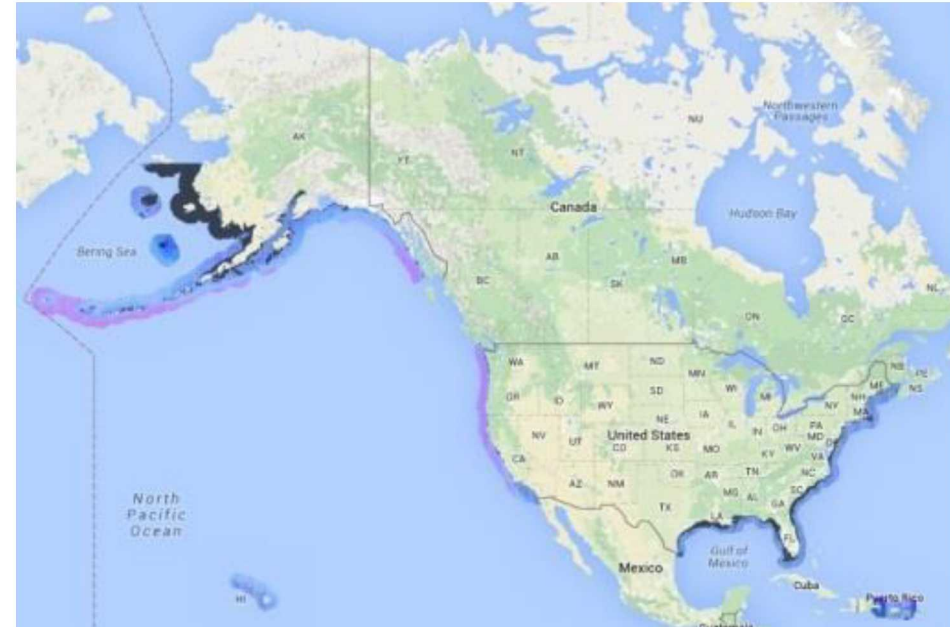 NU
Northwestern
Passages
AK
YT
NT
Canada
Hudson Bay
Bering Sea
AB
MB
BC
SK
NL
ON
QC
WA
MT
ND
MN
NB
PE
NS
ME
OR
ID
WY
SD
WI
MI
NY
NH
MA
NE
IA
IL
IN
OH
PA
MD
DE
NV
UT
CO
United States
KS
MO
KY
WV
VA
CA
AZ
NM
OK
AR
TN
NC
SC
MS
AL
GA
TX
LA
FL
North
Pacific
Ocean
Gulf of
Mexico
Mexico
Cuba
HI
Puerto Rico
Guatemala